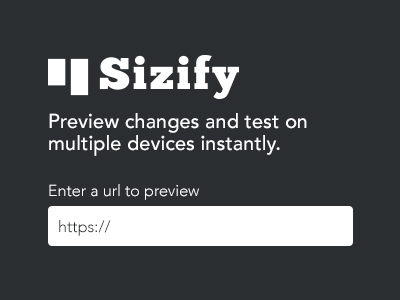 Sizify
Preview changes and test on
multiple devices instantly.
Enter a url to preview
https://